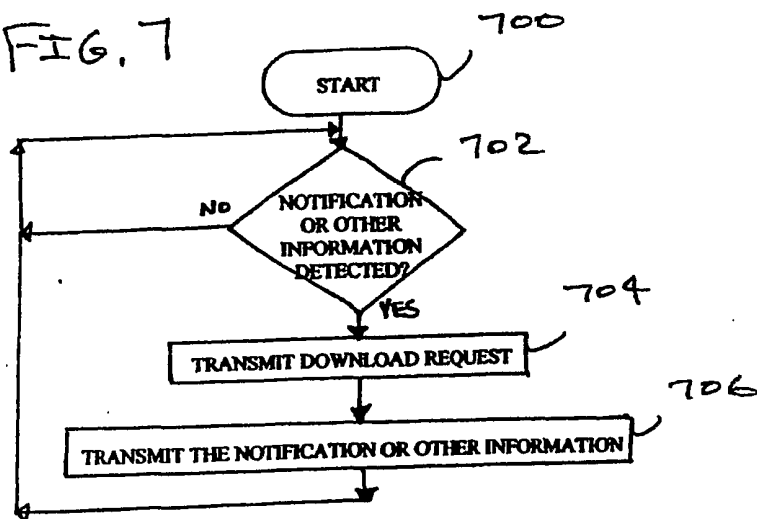 FIG. 7
700
START
702
NO
NOTIFICATION
OR OTHER
INFORMATION
DETECTED?
YES
704
TRANSMIT DOWNLOAD REQUEST
706
TRANSMIT THE NOTIFICATION OR OTHER INFORMATION